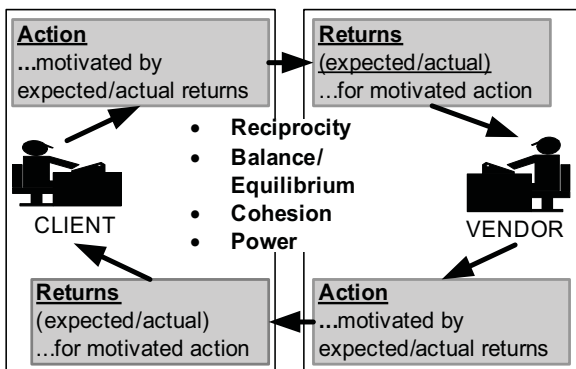 Action
...motivated by
expected/actual returns
Returns
(expected/actual)
...for motivated action
• Reciprocity
• Balance/
Equilibrium
• Cohesion
• Power
CLIENT
VENDOR
Returns
(expected/actual)
...for motivated action
Action
...motivated by
expected/actual returns